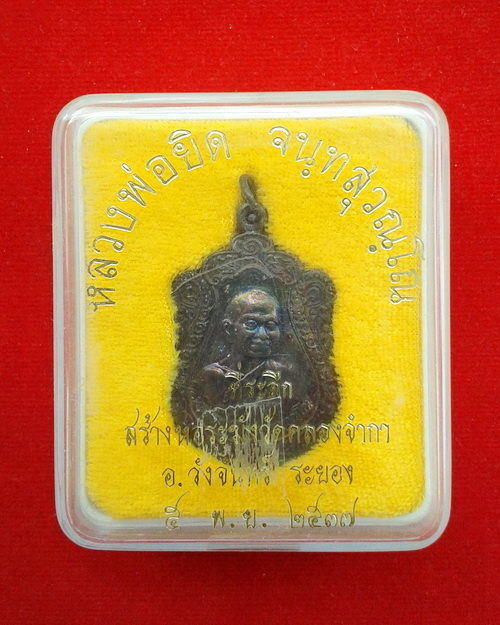 หลวงพ่อยิด จนฺทสุวณฺโณ
ที่ระลึก
สร้างหอระฆังวัดคลองจำกา
อ.วังจันทร์ ระยอง
๕ พ.ย. ๒๕๓๗